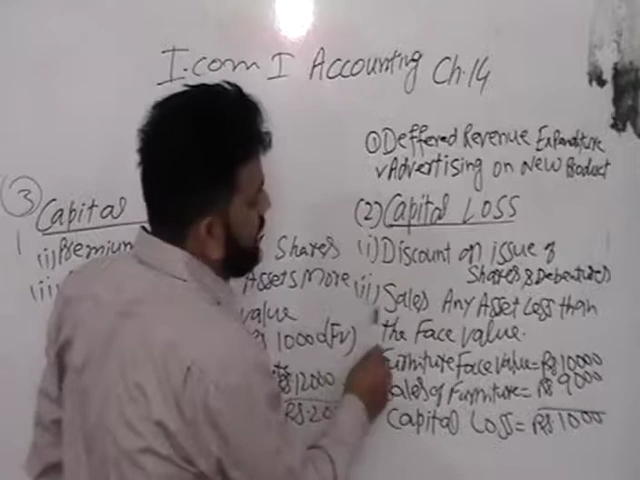 I.com I Accounting Ch.14
① Deffered Revenue Expenditure
Advertising on New Product
③ Capital
(i) Premium Shares
(ii) Assets More
value
1000 (FV)
Rs 12000
(2) Capital Loss
(i) Discount on issue of
Shares & Debentures
(ii) Sales Any Asset Less than
the Face value.
Furniture Face value = Rs 10000
Sales of Furniture = Rs 9000
Capital Loss = Rs 1000